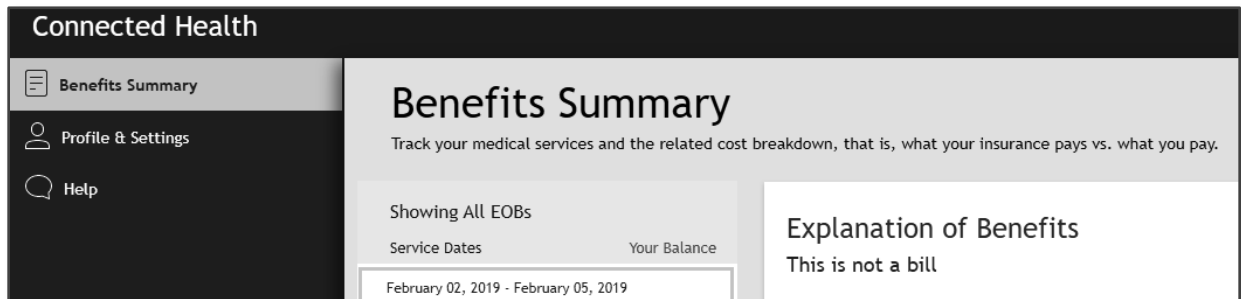 Connected Health
Benefits Summary
Profile & Settings
Help
Benefits Summary
Track your medical services and the related cost breakdown, that is, what your insurance pays vs. what you pay.
Showing All EOBs
Service Dates Your Balance
February 02, 2019 - February 05, 2019
Explanation of Benefits
This is not a bill